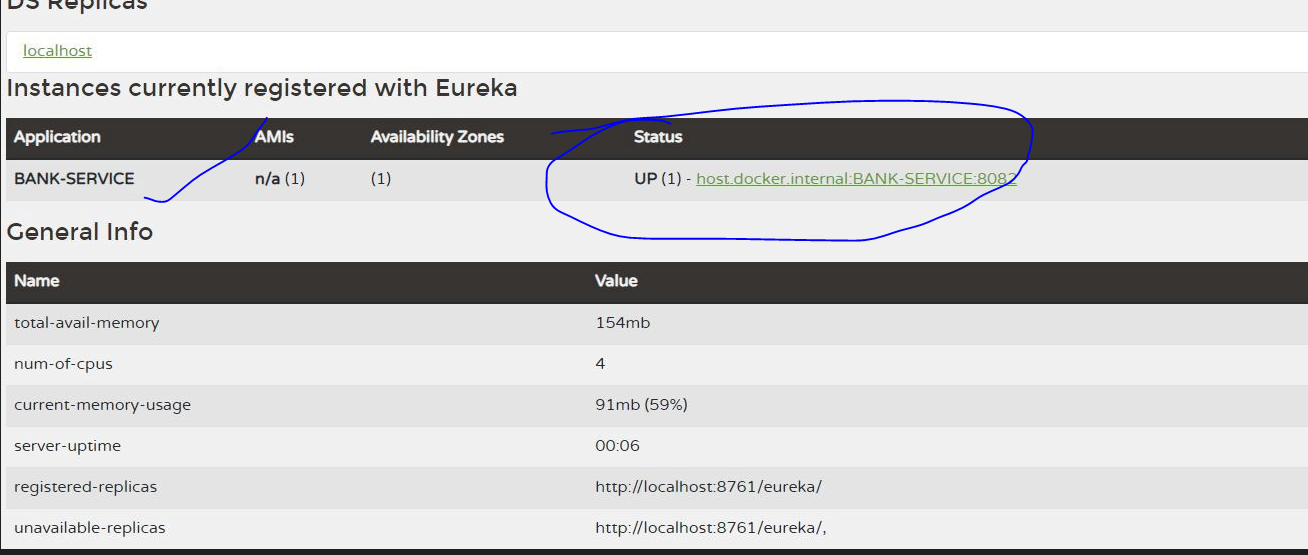 DS Replicas
localhost
Instances currently registered with Eureka
Application AMIs Availability Zones Status
BANK-SERVICE n/a (1) (1) UP (1) - host.docker.internal:BANK-SERVICE:8082
General Info
Name Value
total-avail-memory 154mb
num-of-cpus 4
current-memory-usage 91mb (59%)
server-uptime 00:06
registered-replicas http://localhost:8761/eureka/
unavailable-replicas http://localhost:8761/eureka/,